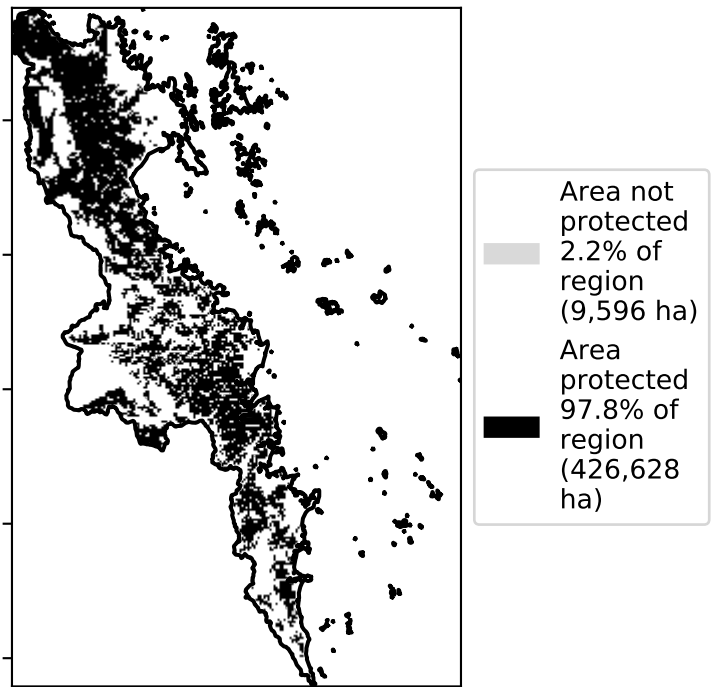 Area not
protected
2.2% of
region
(9,596 ha)
Area
protected
97.8% of
region
(426,628
ha)